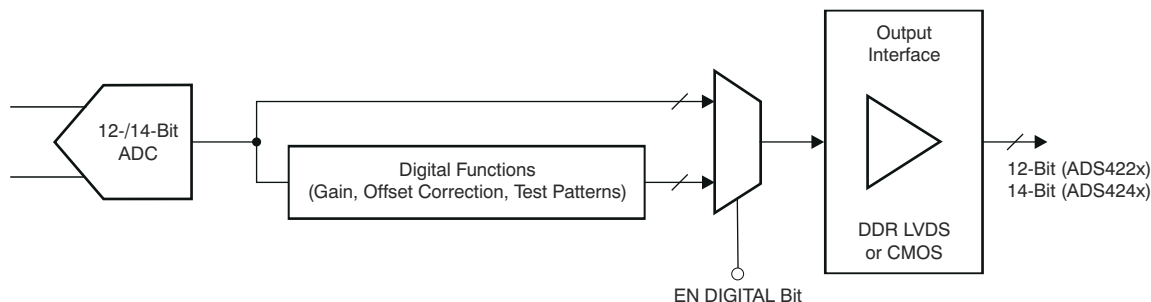 12-/14-Bit
ADC
Digital Functions
(Gain, Offset Correction, Test Patterns)
EN DIGITAL Bit
Output
Interface
DDR LVDS
or CMOS
12-Bit (ADS422x)
14-Bit (ADS424x)